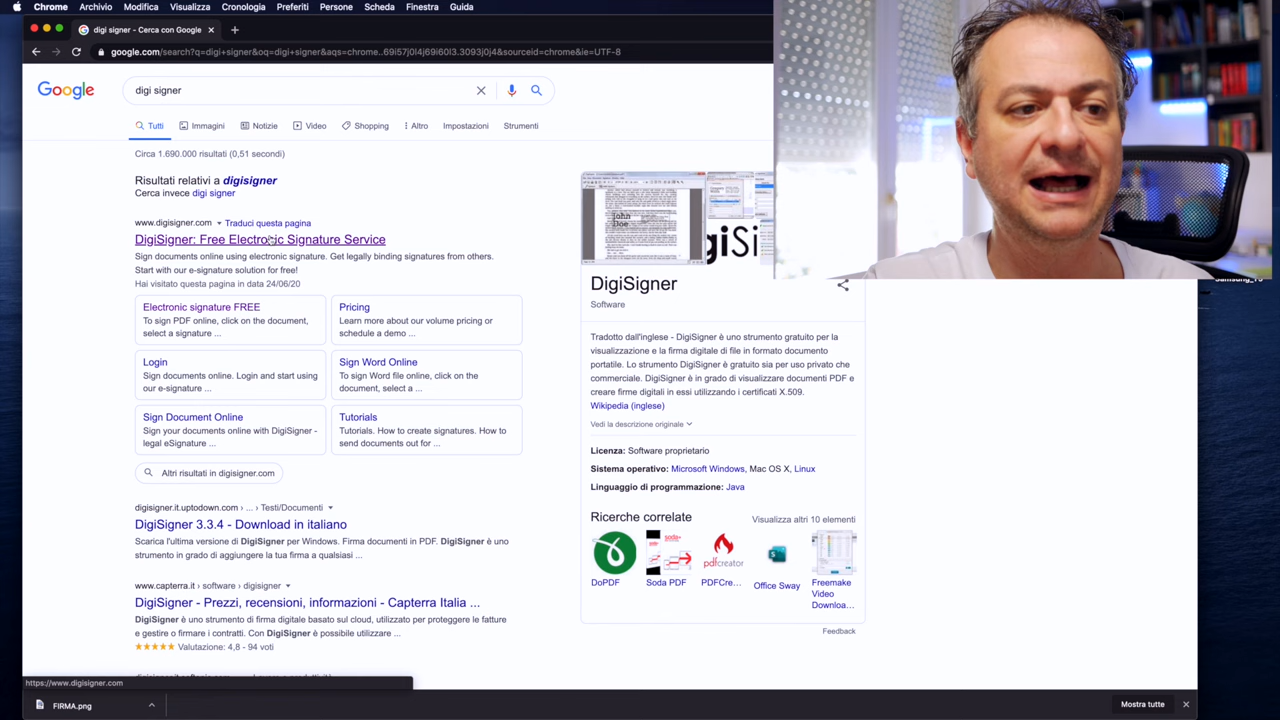 Chrome Archivio Modifica Visualizza Cronologia Preferiti Persone Scheda Finestra Guida
digi signer - Cerca con Google
google.com/search?q=digi+signer&oq=digi+signer&aqs=chrome..69i57j0l4j69i60l3.3093j0j4&sourceid=chrome&ie=UTF-8
Google
digi signer
Tutti Immagini Notizie Video Shopping Altro Impostazioni Strumenti
Circa 1.690.000 risultati (0,51 secondi)
Risultati relativi a digisigner
Cerca invece digi signer
www.digisigner.com Traduci questa pagina
DigiSigner: Free Electronic Signature Service
Sign documents online using electronic signature. Get legally binding signatures from others.
Start with our e-signature solution for free!
Hai visitato questa pagina in data 24/06/20
Electronic signature FREE
To sign PDF online, click on the document,
select a signature ...
Pricing
Learn more about our volume pricing or
schedule a demo ...
Login
Sign documents online. Login and start using
our e-signature ...
Sign Word Online
To sign Word file online, click on the
document, select a ...
Sign Document Online
Sign your documents online with DigiSigner -
legal eSignature ...
Tutorials
Tutorials. How to create signatures. How to
send documents out for ...
Altri risultati in digisigner.com
digisigner.it.uptodown.com › ... › Testi/Documenti
DigiSigner 3.3.4 - Download in italiano
Scarica l'ultima versione di DigiSigner per Windows. Firma documenti in PDF. DigiSigner è uno
strumento in grado di aggiungere la tua firma a qualsiasi ...
www.capterra.it › software › digisigner
DigiSigner - Prezzi, recensioni, informazioni - Capterra Italia ...
DigiSigner è uno strumento di firma digitale basato sul cloud, utilizzato per proteggere le fatture
e gestire o firmare i contratti. Con DigiSigner è possibile utilizzare ...
Valutazione: 4,8 - 94 voti
John
Doe
giSi
DigiSigner
Software
Tradotto dall'inglese - DigiSigner è uno strumento gratuito per la
visualizzazione e la firma digitale di file in formato documento
portatile. Lo strumento DigiSigner è gratuito sia per uso privato che
commerciale. DigiSigner è in grado di visualizzare documenti PDF e
creare firme digitali in essi utilizzando i certificati X.509.
Wikipedia (inglese)
Vedi la descrizione originale
Licenza: Software proprietario
Sistema operativo: Microsoft Windows, Mac OS X, Linux
Linguaggio di programmazione: Java
Ricerche correlate
Visualizza altri 10 elementi
soda+
pdfcreator
DoPDF
Soda PDF
PDFCre...
Office Sway
Freemake
Video
Downloa...
Feedback
https://www.digisigner.com
FIRMA.png
Mostra tutte